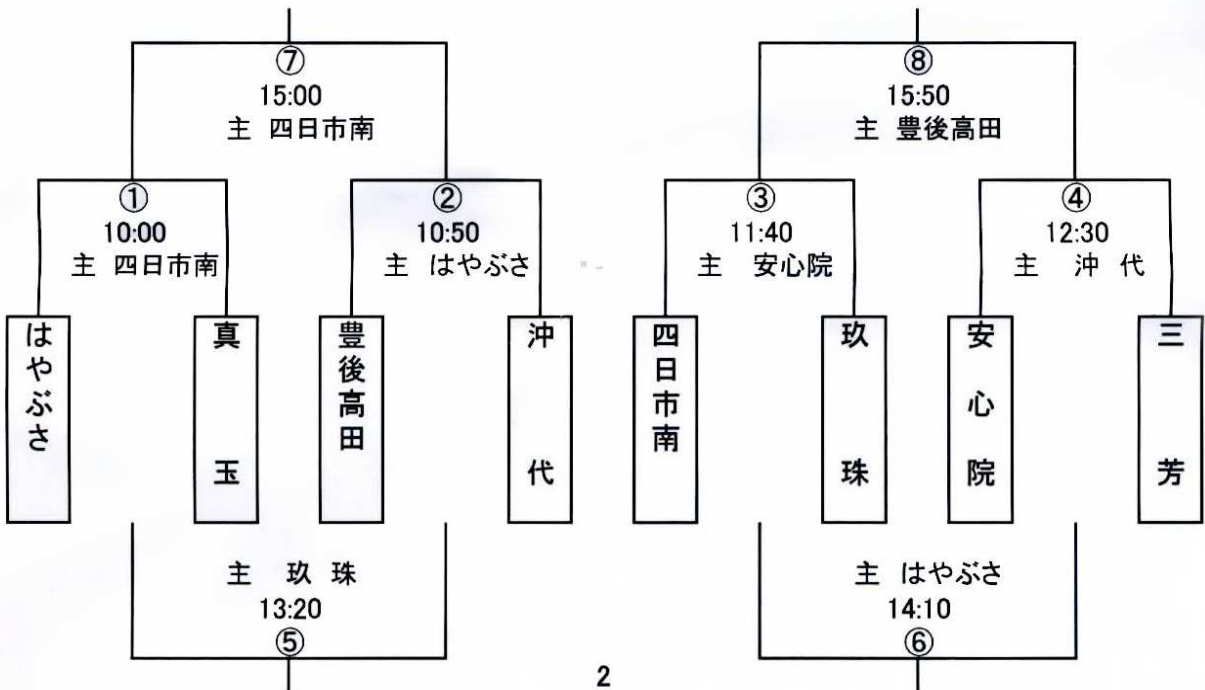 ⑦
15:00
主 四日市南
⑧
15:50
主 豊後高田
①
10:00
主 四日市南
②
10:50
主 はやぶさ
③
11:40
主 安心院
④
12:30
主 沖 代
はやぶさ
真 玉
豊後高田
沖 代
四日市南
玖 珠
安 心 院
三 芳
主 玖 珠
13:20
⑤
主 はやぶさ
14:10
⑥
2